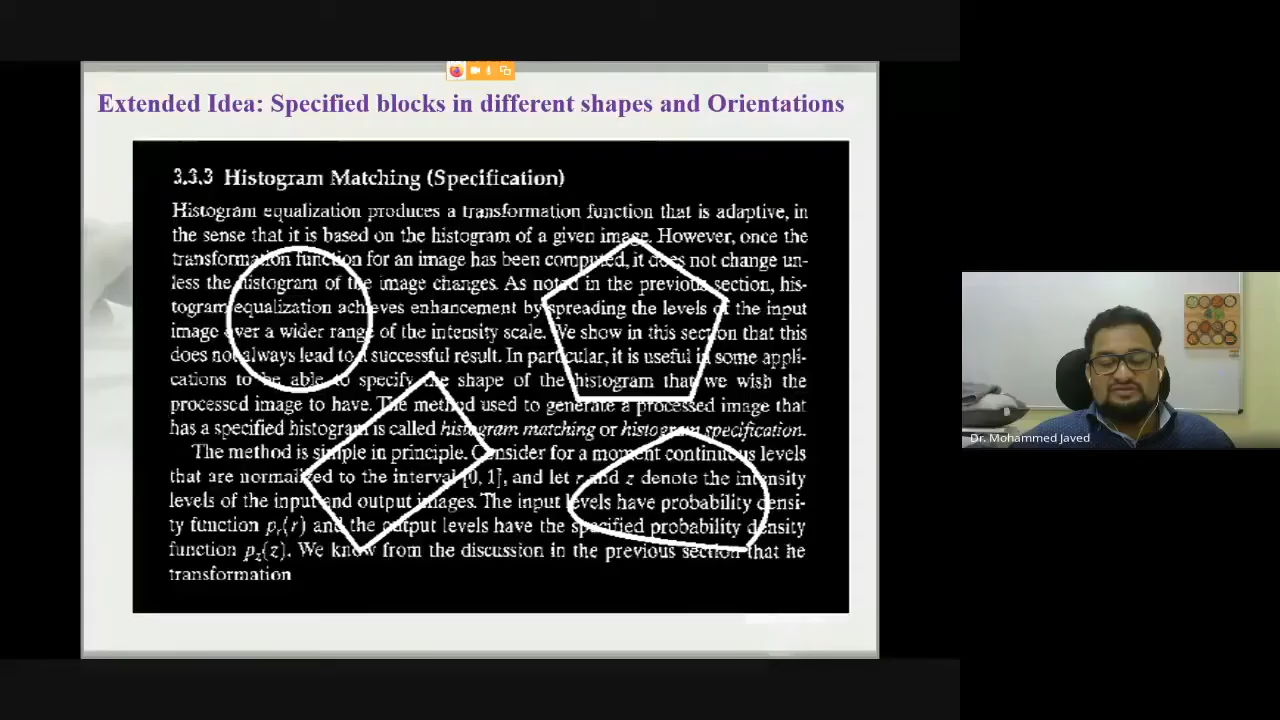 Extended Idea: Specified blocks in different shapes and Orientations
3.3.3 Histogram Matching (Specification)
Histogram equalization produces a transformation function that is adaptive, in
the sense that it is based on the histogram of a given image. However, once the
transformation function for an image has been computed, it does not change un-
less the histogram of the image changes. As noted in the previous section, his-
togram equalization achieves enhancement by spreading the levels of the input
image over a wider range of the intensity scale. We show in this section that this
does not always lead to a successful result. In particular, it is useful in some appli-
cations to be able to specify the shape of the histogram that we wish the
processed image to have. The method used to generate a processed image that
has a specified histogram is called histogram matching or histogram specification.
The method is simple in principle. Consider for a moment continuous levels
that are normalized to the interval [0, 1], and let r and z denote the intensity
levels of the input and output images. The input levels have probability densi-
ty function pr(r) and the output levels have the specified probability density
function pz(z). We know from the discussion in the previous section that he
transformation
Dr. Mohammed Javed